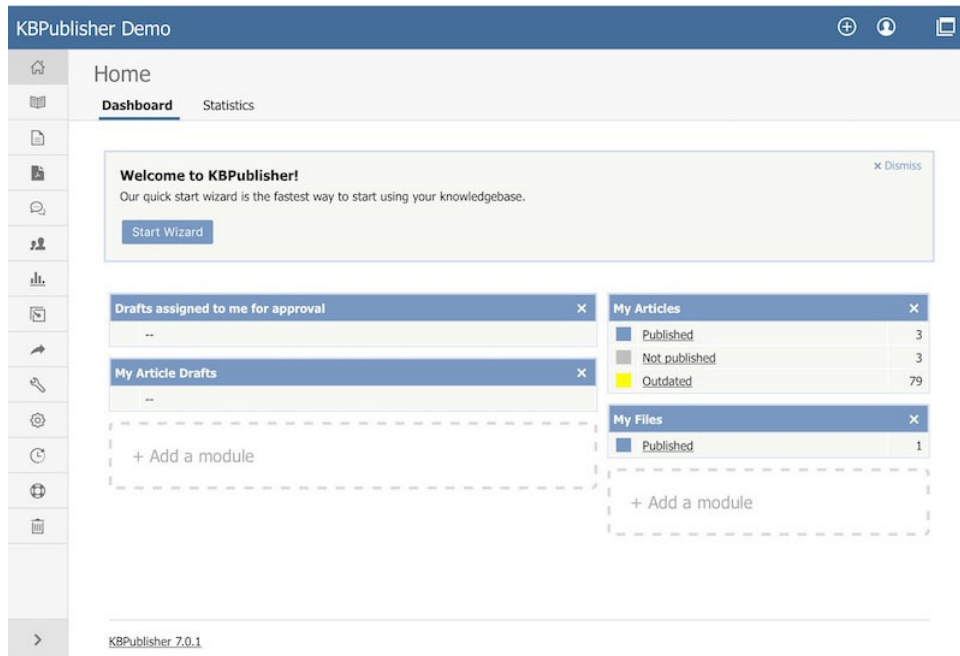 KBPublisher Demo
Home
Dashboard Statistics
Welcome to KBPublisher!
× Dismiss
Our quick start wizard is the fastest way to start using your knowledgebase.
Start Wizard
Drafts assigned to me for approval ×
--
My Article Drafts ×
--
+ Add a module
My Articles ×
Published 3
Not published 3
Outdated 79
My Files ×
Published 1
+ Add a module
KBPublisher 7.0.1